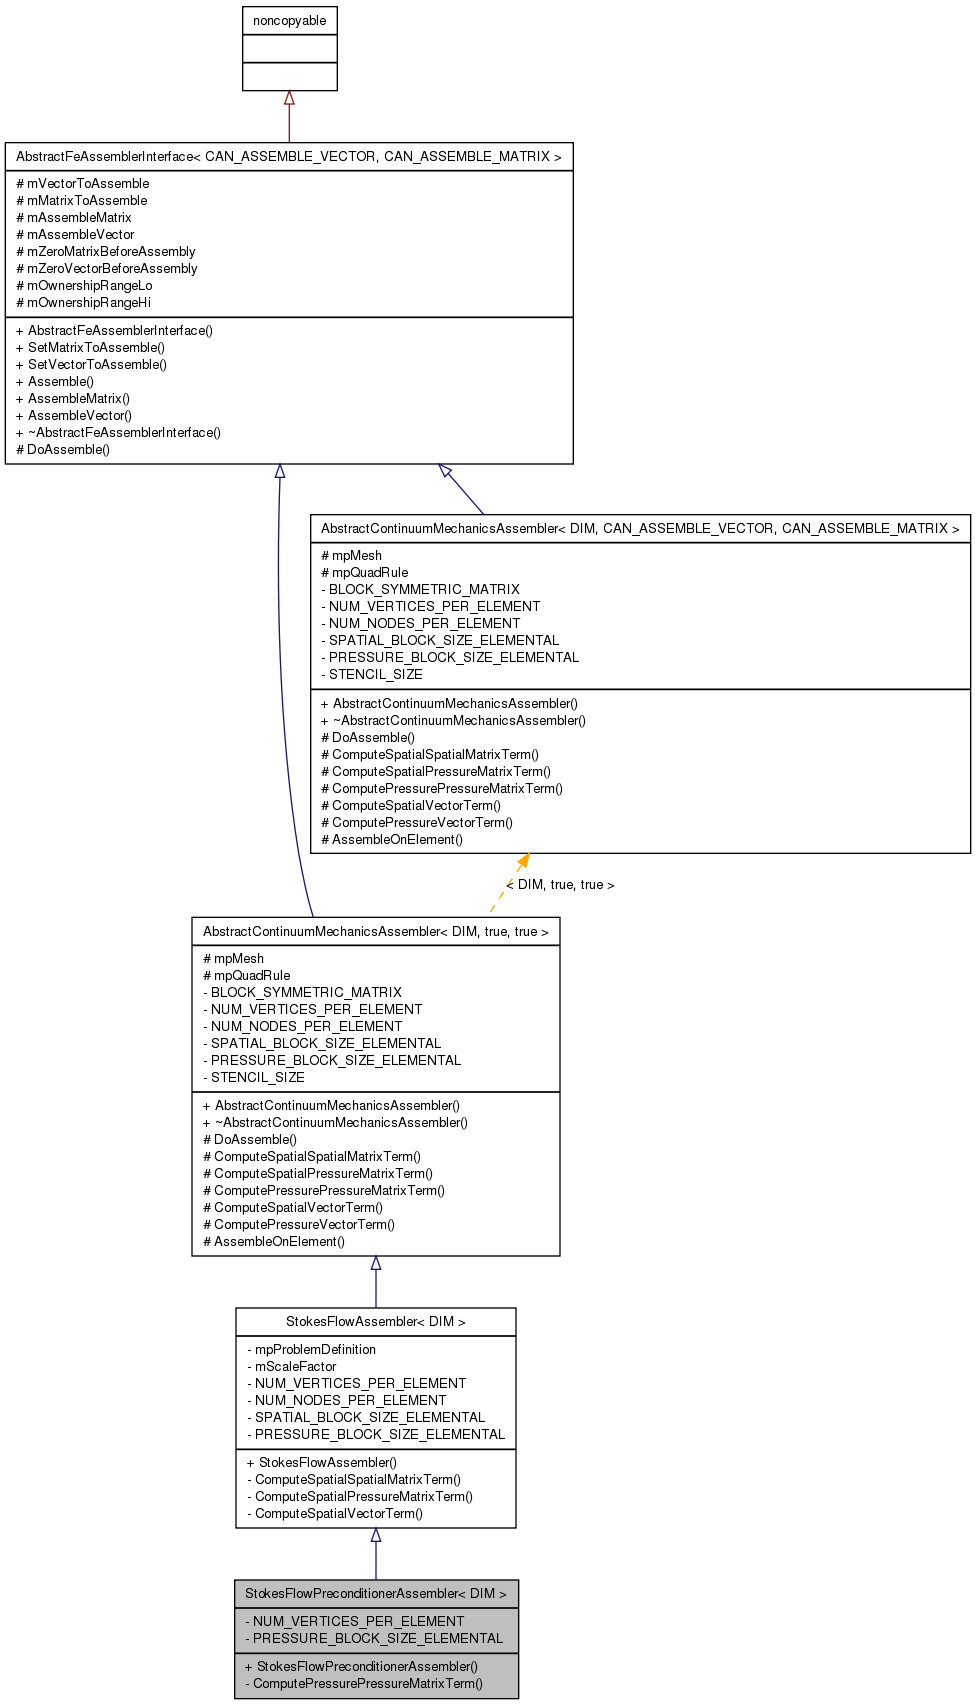 noncopyable
AbstractFeAssemblerInterface< CAN_ASSEMBLE_VECTOR, CAN_ASSEMBLE_MATRIX >
# mVectorToAssemble
# mMatrixToAssemble
# mAssembleMatrix
# mAssembleVector
# mZeroMatrixBeforeAssembly
# mZeroVectorBeforeAssembly
# mOwnershipRangeLo
# mOwnershipRangeHi
+ AbstractFeAssemblerInterface()
+ SetMatrixToAssemble()
+ SetVectorToAssemble()
+ Assemble()
+ AssembleMatrix()
+ AssembleVector()
+ ~AbstractFeAssemblerInterface()
# DoAssemble()
AbstractContinuumMechanicsAssembler< DIM, CAN_ASSEMBLE_VECTOR, CAN_ASSEMBLE_MATRIX >
# mpMesh
# mpQuadRule
- BLOCK_SYMMETRIC_MATRIX
- NUM_VERTICES_PER_ELEMENT
- NUM_NODES_PER_ELEMENT
- SPATIAL_BLOCK_SIZE_ELEMENTAL
- PRESSURE_BLOCK_SIZE_ELEMENTAL
- STENCIL_SIZE
+ AbstractContinuumMechanicsAssembler()
+ ~AbstractContinuumMechanicsAssembler()
# DoAssemble()
# ComputeSpatialSpatialMatrixTerm()
# ComputeSpatialPressureMatrixTerm()
# ComputePressurePressureMatrixTerm()
# ComputeSpatialVectorTerm()
# ComputePressureVectorTerm()
# AssembleOnElement()
< DIM, true, true >
AbstractContinuumMechanicsAssembler< DIM, true, true >
# mpMesh
# mpQuadRule
- BLOCK_SYMMETRIC_MATRIX
- NUM_VERTICES_PER_ELEMENT
- NUM_NODES_PER_ELEMENT
- SPATIAL_BLOCK_SIZE_ELEMENTAL
- PRESSURE_BLOCK_SIZE_ELEMENTAL
- STENCIL_SIZE
+ AbstractContinuumMechanicsAssembler()
+ ~AbstractContinuumMechanicsAssembler()
# DoAssemble()
# ComputeSpatialSpatialMatrixTerm()
# ComputeSpatialPressureMatrixTerm()
# ComputePressurePressureMatrixTerm()
# ComputeSpatialVectorTerm()
# ComputePressureVectorTerm()
# AssembleOnElement()
StokesFlowAssembler< DIM >
- mpProblemDefinition
- mScaleFactor
- NUM_VERTICES_PER_ELEMENT
- NUM_NODES_PER_ELEMENT
- SPATIAL_BLOCK_SIZE_ELEMENTAL
- PRESSURE_BLOCK_SIZE_ELEMENTAL
+ StokesFlowAssembler()
- ComputeSpatialSpatialMatrixTerm()
- ComputeSpatialPressureMatrixTerm()
- ComputeSpatialVectorTerm()
StokesFlowPreconditionerAssembler< DIM >
- NUM_VERTICES_PER_ELEMENT
- PRESSURE_BLOCK_SIZE_ELEMENTAL
+ StokesFlowPreconditionerAssembler()
- ComputePressurePressureMatrixTerm()